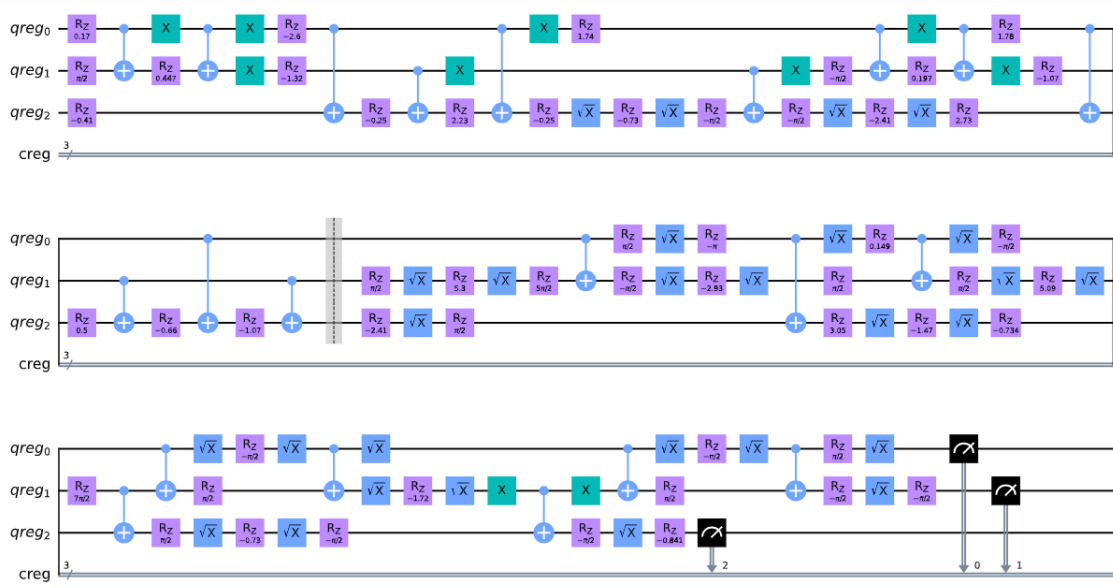 qreg0 RZ 0.17 X X RZ −2.6 X RZ 1.74 X RZ 1.78
qreg1 RZ π/2 RZ 0.447 X RZ −1.32 X X RZ −π/2 RZ 0.197 X RZ −1.07
qreg2 RZ −0.41 RZ −0.25 RZ 2.23 RZ −0.25 √X RZ −0.73 √X RZ −π/2 RZ −π/2 √X RZ −2.41 √X RZ 2.73
creg 3
qreg0 RZ π/2 √X RZ −π √X RZ 0.149 √X RZ −π/2
qreg1 RZ π/2 √X RZ 5.3 √X RZ 5π/2 RZ −π/2 √X RZ −2.93 √X RZ π/2 RZ π/2 √X RZ 5.09 √X
qreg2 RZ 0.5 RZ −0.66 RZ −1.07 RZ −2.41 √X RZ π/2 RZ 3.05 √X RZ −1.47 √X RZ −0.734
creg 3
qreg0 √X RZ −π/2 √X √X √X RZ −π/2 √X RZ π/2 √X
qreg1 RZ 7π/2 RZ π/2 √X RZ −1.72 √X X X RZ π/2 RZ −π/2 √X RZ −π/2
qreg2 RZ π/2 √X RZ −0.73 √X RZ −π/2 RZ −π/2 √X RZ −0.841
creg 3 2 0 1